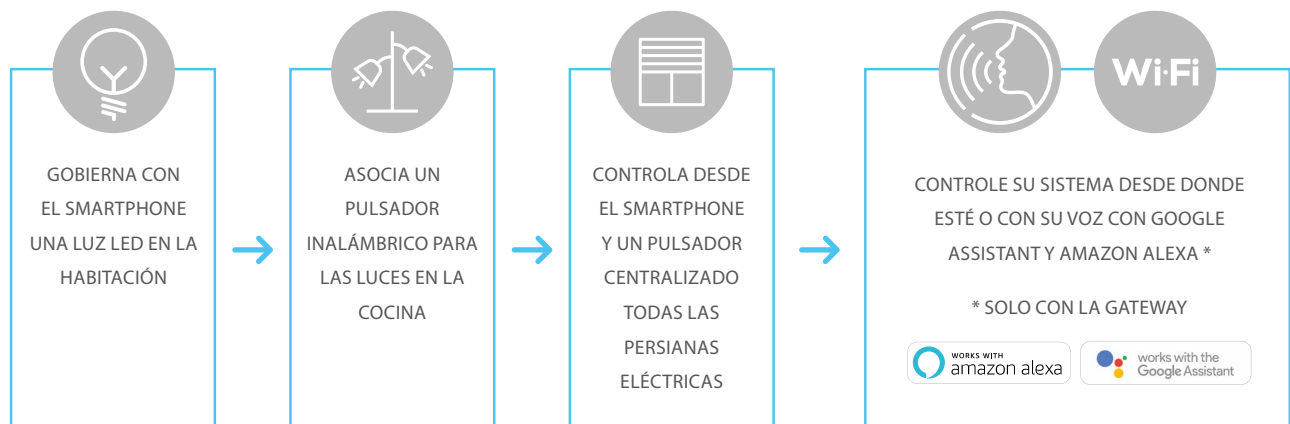 GOBIERNA CON
EL SMARTPHONE
UNA LUZ LED EN LA
HABITACIÓN
ASOCIA UN
PULSADOR
INALÁMBRICO PARA
LAS LUCES EN LA
COCINA
CONTROLA DESDE
EL SMARTPHONE
Y UN PULSADOR
CENTRALIZADO
TODAS LAS
PERSIANAS
ELÉCTRICAS
Wi·Fi
CONTROLE SU SISTEMA DESDE DONDE
ESTÉ O CON SU VOZ CON GOOGLE
ASSISTANT Y AMAZON ALEXA *
* SOLO CON LA GATEWAY
WORKS WITH
amazon alexa
works with the
Google Assistant